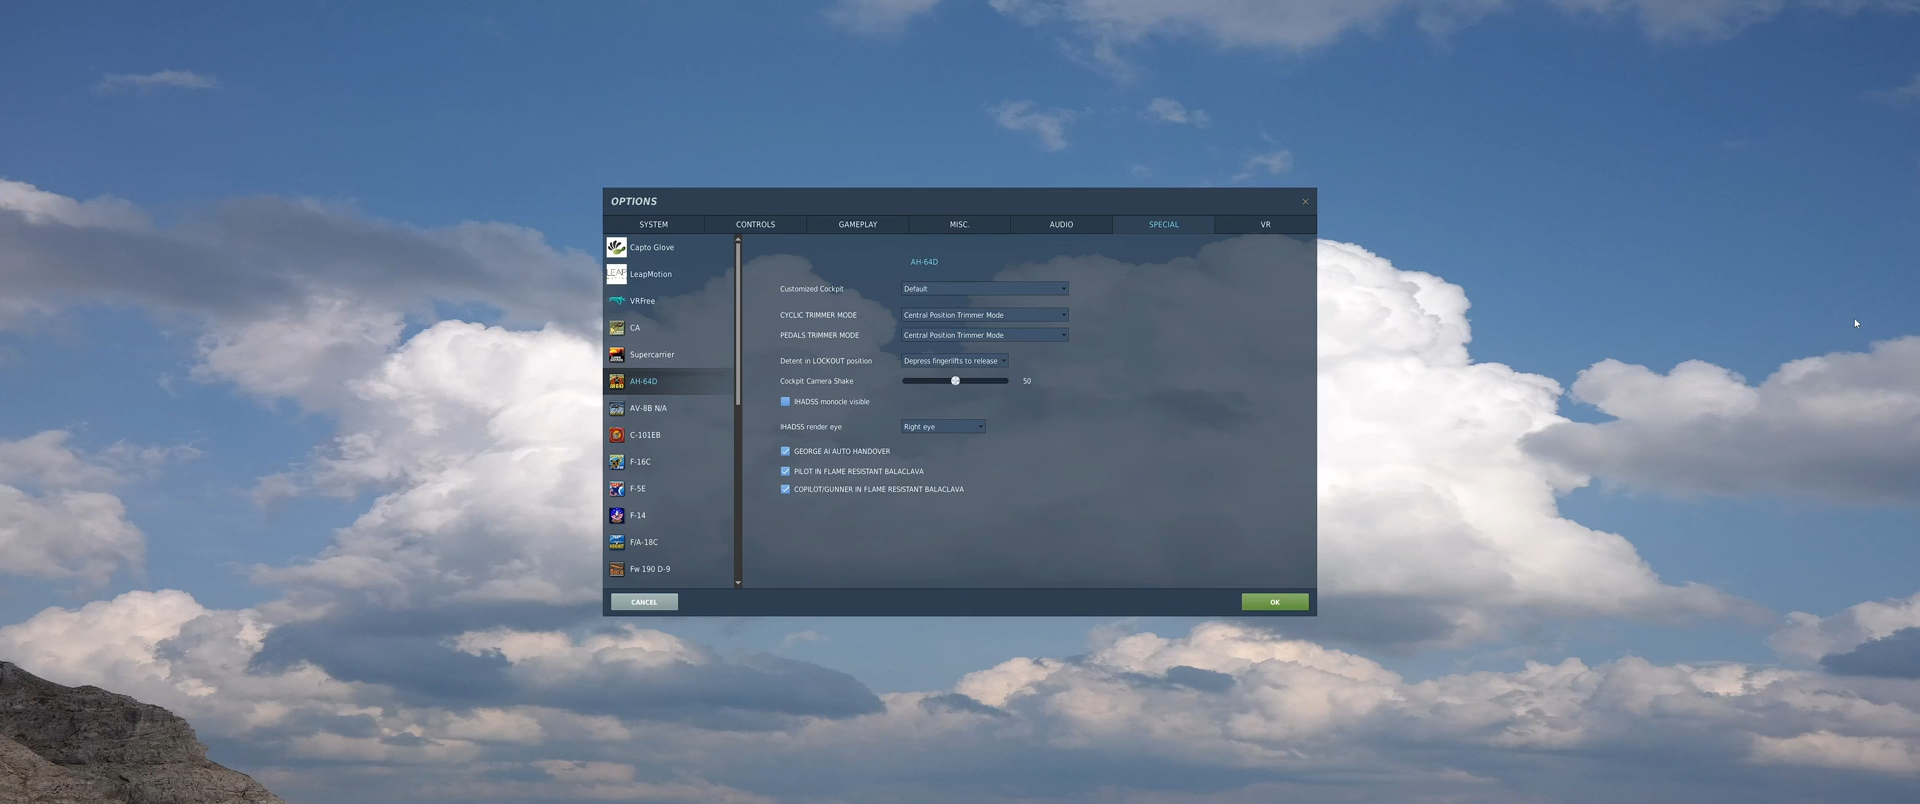 OPTIONS
SYSTEM CONTROLS GAMEPLAY MISC. AUDIO SPECIAL VR
Capto Glove
LEAP LeapMotion
VRFree
CA
Supercarrier
AH-64D
AV-8B N/A
C-101EB
F-16C
F-5E
F-14
F/A-18C
Fw 190 D-9
AH-64D
Customized Cockpit Default
CYCLIC TRIMMER MODE Central Position Trimmer Mode
PEDALS TRIMMER MODE Central Position Trimmer Mode
Detent in LOCKOUT position Depress fingerlifts to release
Cockpit Camera Shake 50
IHADSS monocle visible
IHADSS render eye Right eye
GEORGE AI AUTO HANDOVER
PILOT IN FLAME RESISTANT BALACLAVA
COPILOT/GUNNER IN FLAME RESISTANT BALACLAVA
CANCEL OK